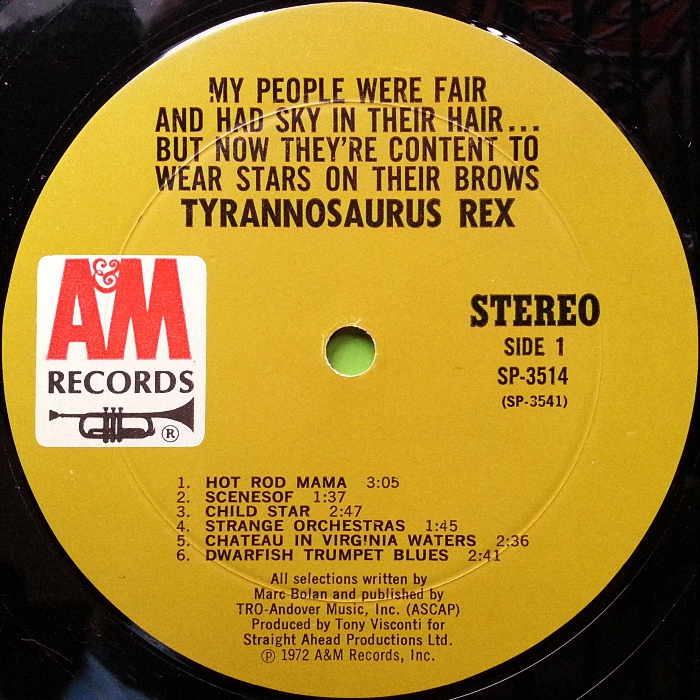 MY PEOPLE WERE FAIR
AND HAD SKY IN THEIR HAIR...
BUT NOW THEY'RE CONTENT TO
WEAR STARS ON THEIR BROWS
TYRANNOSAURUS REX
A&M
RECORDS
®
STEREO
SIDE 1
SP-3514
(SP-3541)
1. HOT ROD MAMA 3:05
2. SCENESOF 1:37
3. CHILD STAR 2:47
4. STRANGE ORCHESTRAS 1:45
5. CHATEAU IN VIRGINIA WATERS 2:36
6. DWARFISH TRUMPET BLUES 2:41
All selections written by
Marc Bolan and published by
TRO-Andover Music, Inc. (ASCAP)
Produced by Tony Visconti for
Straight Ahead Productions Ltd.
℗ 1972 A&M Records, Inc.